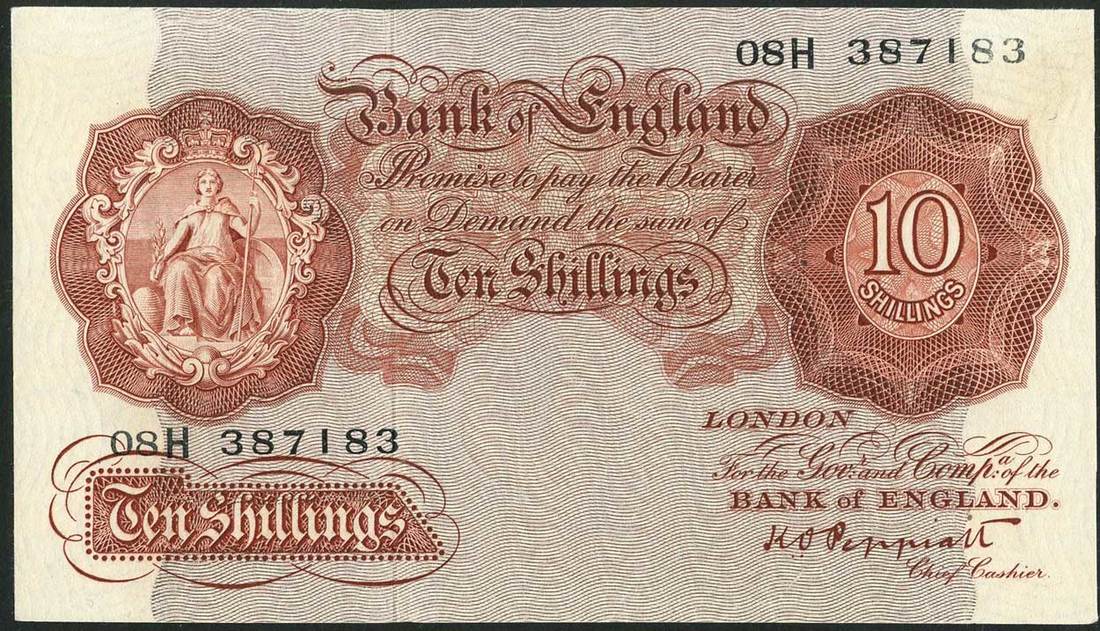 08H 387183
Bank of England
Promise to pay the Bearer
on Demand the sum of
Ten Shillings
10
SHILLINGS
LONDON
08H 387183
For the Gov.r and Comp.a of the
BANK of ENGLAND.
Ten Shillings
K O Peppiatt
Chief Cashier.